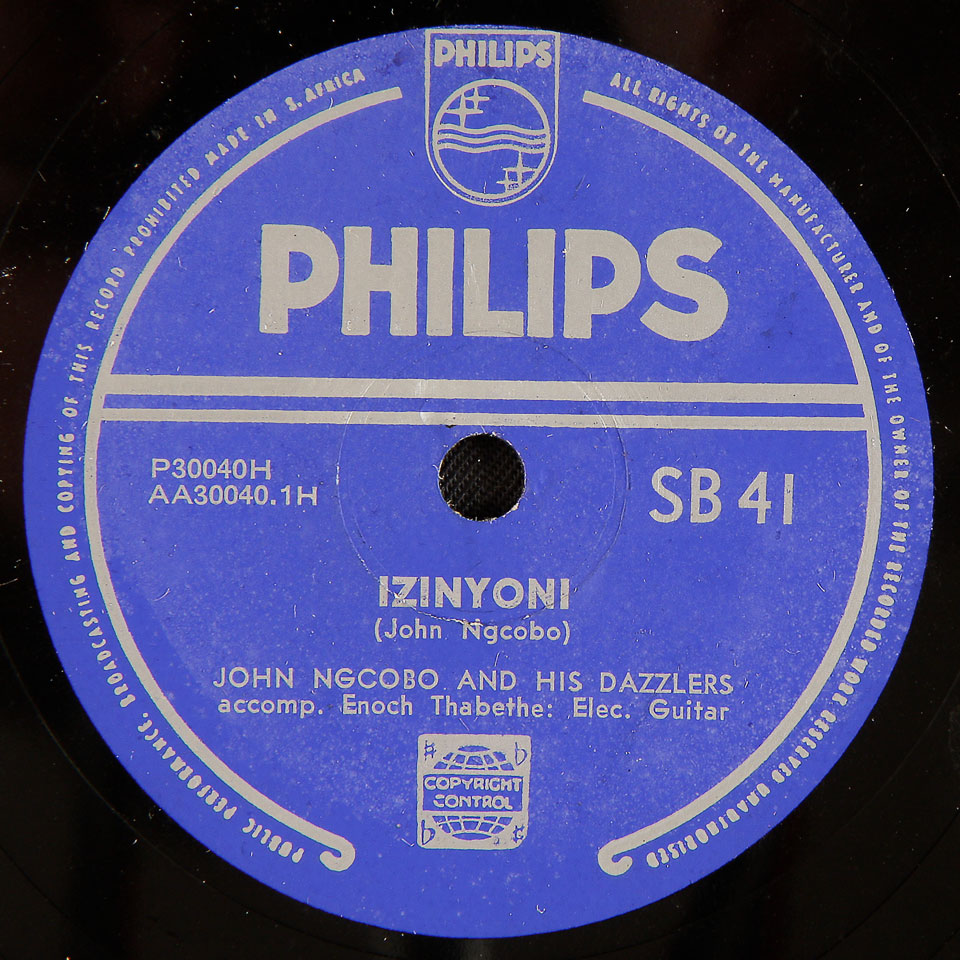 PHILIPS
ALL RIGHTS OF THE MANUFACTURER AND OF THE OWNER OF THE RECORDED WORK RESERVED UNAUTHORISED
PUBLIC PERFORMANCE, BROADCASTING AND COPYING OF THIS RECORD PROHIBITED MADE IN S. AFRICA
PHILIPS
P30040H
AA30040.1H
SB 41
IZINYONI
(John Ngcobo)
JOHN NGCOBO AND HIS DAZZLERS
accomp. Enoch Thabethe: Elec. Guitar
COPYRIGHT
CONTROL